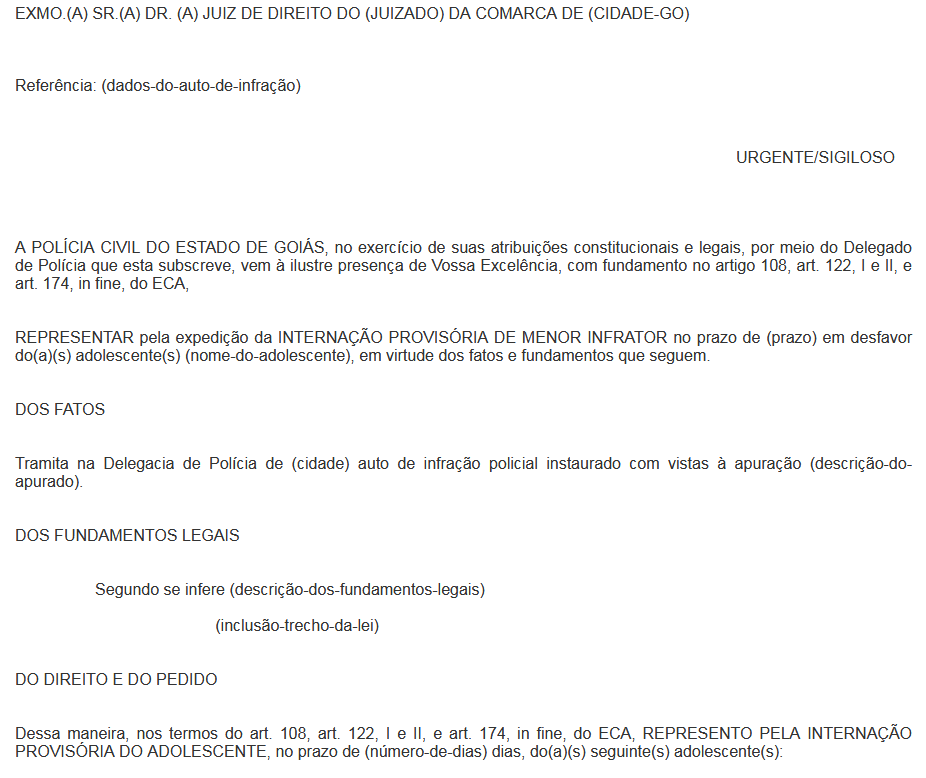 EXMO.(A) SR.(A) DR. (A) JUIZ DE DIREITO DO (JUIZADO) DA COMARCA DE (CIDADE-GO)
Referência: (dados-do-auto-de-infração)
URGENTE/SIGILOSO
A POLÍCIA CIVIL DO ESTADO DE GOIÁS, no exercício de suas atribuições constitucionais e legais, por meio do Delegado
de Polícia que esta subscreve, vem à ilustre presença de Vossa Excelência, com fundamento no artigo 108, art. 122, I e II, e
art. 174, in fine, do ECA,
REPRESENTAR pela expedição da INTERNAÇÃO PROVISÓRIA DE MENOR INFRATOR no prazo de (prazo) em desfavor
do(a)(s) adolescente(s) (nome-do-adolescente), em virtude dos fatos e fundamentos que seguem.
DOS FATOS
Tramita na Delegacia de Polícia de (cidade) auto de infração policial instaurado com vistas à apuração (descrição-do-
apurado).
DOS FUNDAMENTOS LEGAIS
Segundo se infere (descrição-dos-fundamentos-legais)
(inclusão-trecho-da-lei)
DO DIREITO E DO PEDIDO
Dessa maneira, nos termos do art. 108, art. 122, I e II, e art. 174, in fine, do ECA, REPRESENTO PELA INTERNAÇÃO
PROVISÓRIA DO ADOLESCENTE, no prazo de (número-de-dias) dias, do(a)(s) seguinte(s) adolescente(s):